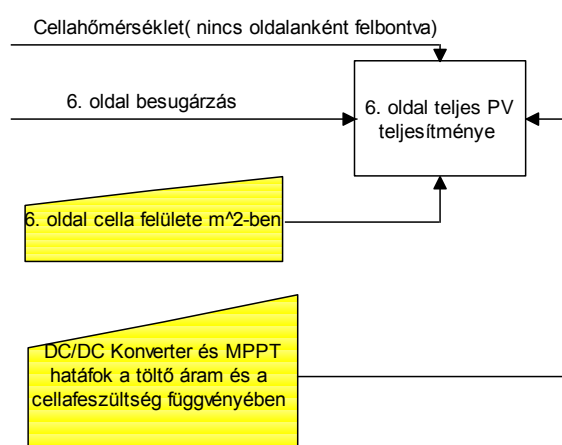 Cellahőmérséklet( nincs oldalanként felbontva)
6. oldal besugárzás
6. oldal teljes PV
teljesítménye
6. oldal cella felülete m^2-ben
DC/DC Konverter és MPPT
hatáfok a töltő áram és a
cellafeszültség függvényében